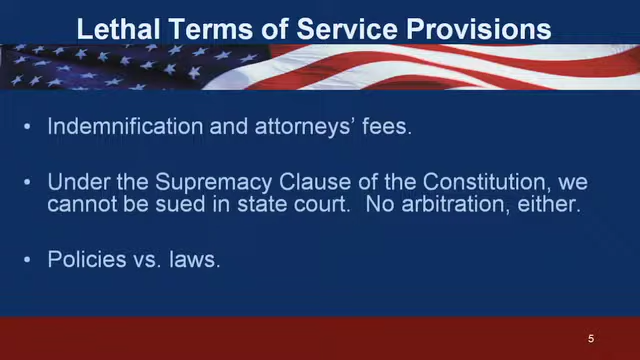 Lethal Terms of Service Provisions
• Indemnification and attorneys’ fees.
• Under the Supremacy Clause of the Constitution, we
cannot be sued in state court.  No arbitration, either.
• Policies vs. laws.
5